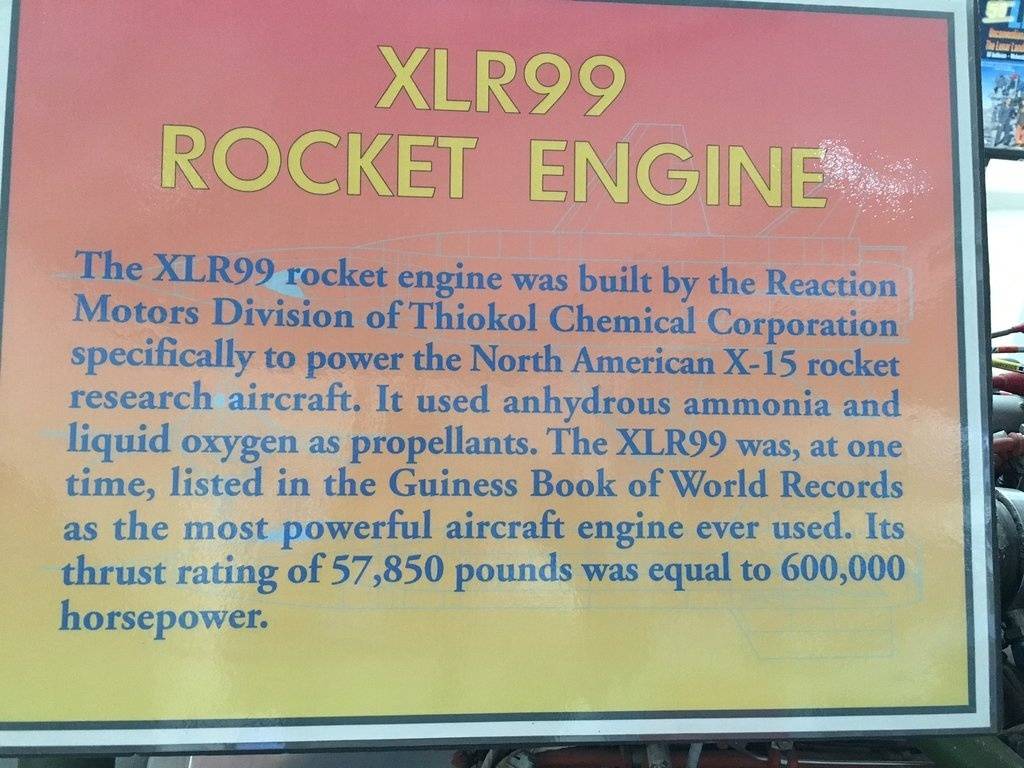 XLR99
ROCKET ENGINE
The XLR99 rocket engine was built by the Reaction
Motors Division of Thiokol Chemical Corporation
specifically to power the North American X-15 rocket
research aircraft. It used anhydrous ammonia and
liquid oxygen as propellants. The XLR99 was, at one
time, listed in the Guiness Book of World Records
as the most powerful aircraft engine ever used. Its
thrust rating of 57,850 pounds was equal to 600,000
horsepower.